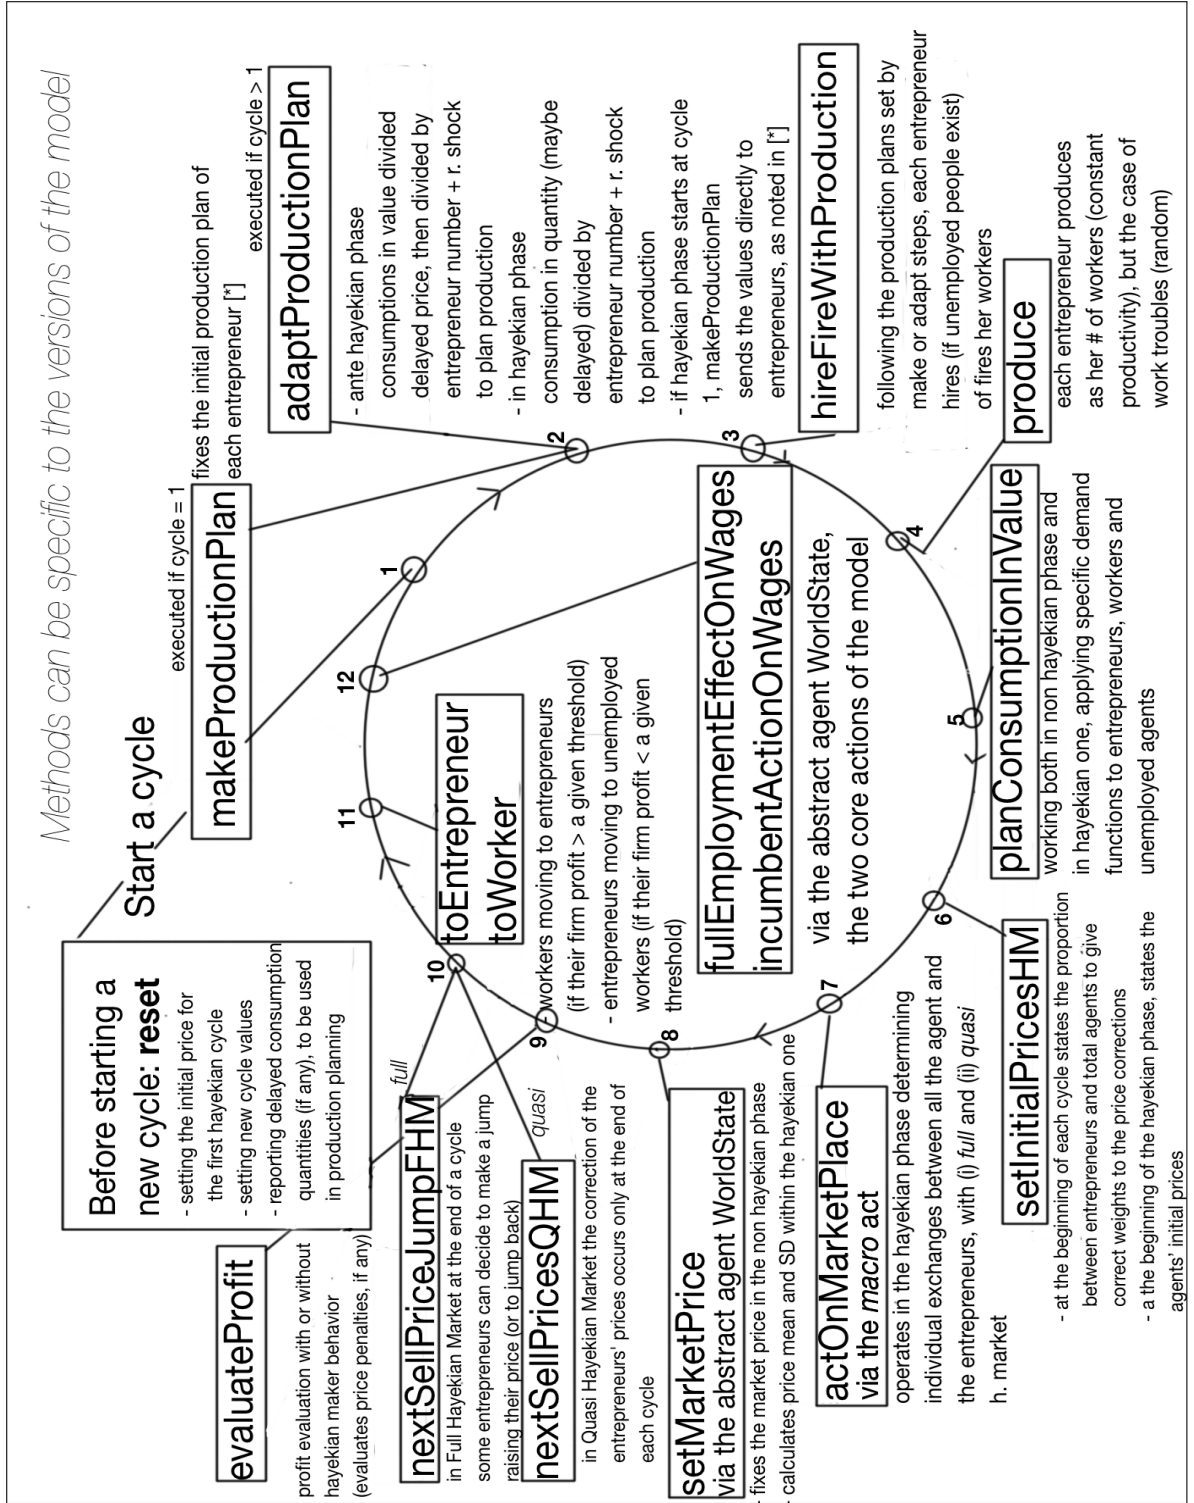 Methods can be specific to the versions of the model
Before starting a
new cycle: reset
- setting the initial price for
the first hayekian cycle
- setting new cycle values
- reporting delayed consumption
quantities (if any), to be used
in production planning
Start a cycle
executed if cycle = 1
makeProductionPlan
fixes the initial production plan of
each entrepreneur [*]
executed if cycle > 1
adaptProductionPlan
- ante hayekian phase
consumptions in value divided
delayed price, then divided by
entrepreneur number + r. shock
to plan production
- in hayekian phase
consumption in quantity (maybe
delayed) divided by
entrepreneur number + r. shock
to plan production
- if hayekian phase starts at cycle
1, makeProductionPlan
sends the values directly to
entrepreneurs, as noted in [*]
hireFireWithProduction
following the production plans set by
make or adapt steps, each entrepreneur
hires (if unemployed people exist)
of fires her workers
produce
each entrepreneur produces
as her # of workers (constant
productivity), but the case of
work troubles (random)
planConsumptionInValue
working both in non hayekian phase and
in hayekian one, applying specific demand
functions to entrepreneurs, workers and
unemployed agents
setInitialPricesHM
- at the beginning of each cycle states the proportion
between entrepreneurs and total agents to give
correct weights to the price corrections
- a the beginning of the hayekian phase, states the
agents' initial prices
actOnMarketPlace
via the macro act
operates in the hayekian phase determining
individual exchanges between all the agent and
the entrepreneurs, with (i) full and (ii) quasi
h. market
setMarketPrice
via the abstract agent WorldState
- fixes the market price in the non hayekian phase
- calculates price mean and SD within the hayekian one
evaluateProfit
profit evaluation with or without
hayekian maker behavior
(evaluates price penalties, if any)
full
nextSellPriceJumpFHM
in Full Hayekian Market at the end of a cycle
some entrepreneurs can decide to make a jump
raising their price (or to jump back)
quasi
nextSellPricesQHM
in Quasi Hayekian Market the correction of the
entrepreneurs' prices occurs only at the end of
each cycle
toEntrepreneur
toWorker
- workers moving to entrepreneurs
(if their firm profit > a given threshold)
- entrepreneurs moving to unemployed
workers (if their firm profit < a given
threshold)
fullEmploymentEffectOnWages
incumbentActionOnWages
via the abstract agent WorldState,
the two core actions of the model
1
2
3
4
5
6
7
8
9
10
11
12